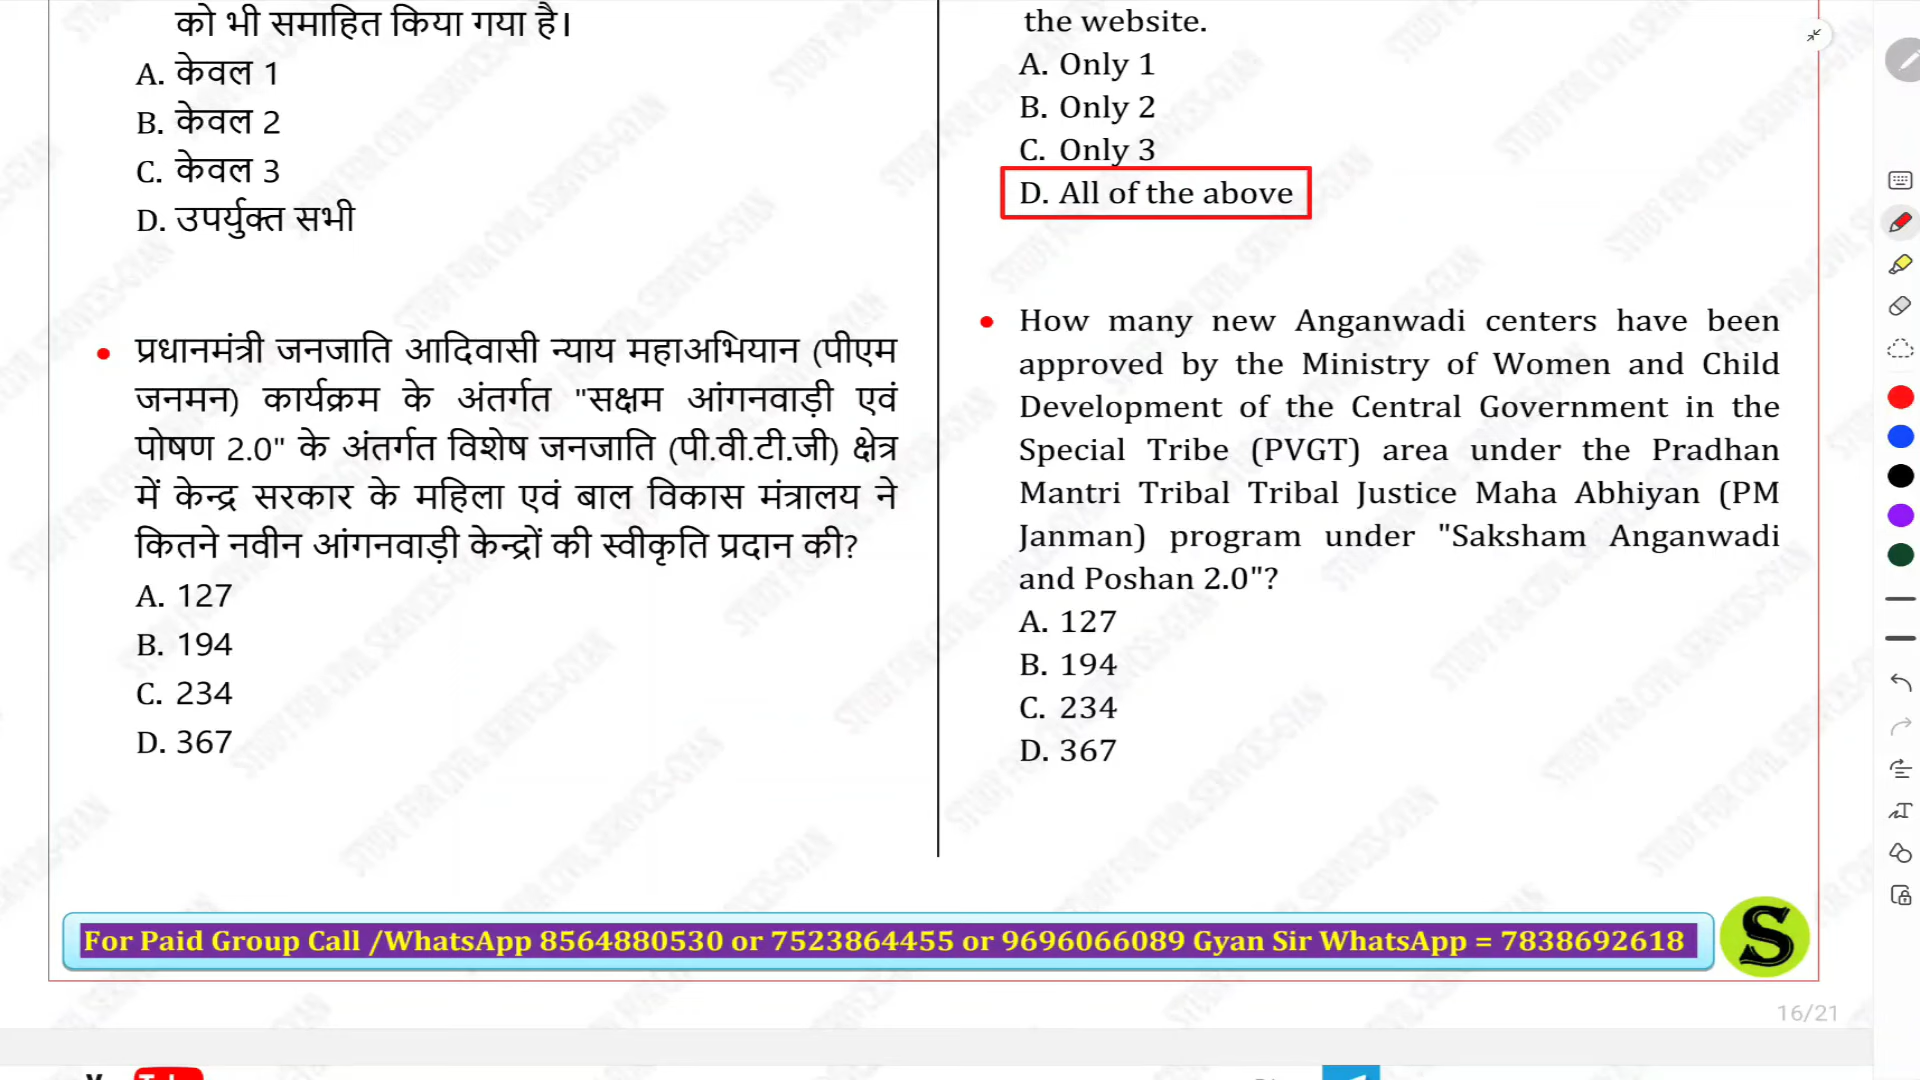 को भी समाहित किया गया है।
A. केवल 1
B. केवल 2
C. केवल 3
D. उपर्युक्त सभी
प्रधानमंत्री जनजाति आदिवासी न्याय महाअभियान (पीएम
जनमन) कार्यक्रम के अंतर्गत "सक्षम आंगनवाड़ी एवं
पोषण 2.0" के अंतर्गत विशेष जनजाति (पी.वी.टी.जी) क्षेत्र
में केन्द्र सरकार के महिला एवं बाल विकास मंत्रालय ने
कितने नवीन आंगनवाड़ी केन्द्रों की स्वीकृति प्रदान की?
A. 127
B. 194
C. 234
D. 367
the website.
A. Only 1
B. Only 2
C. Only 3
D. All of the above
How many new Anganwadi centers have been
approved by the Ministry of Women and Child
Development of the Central Government in the
Special Tribe (PVGT) area under the Pradhan
Mantri Tribal Tribal Justice Maha Abhiyan (PM
Janman) program under "Saksham Anganwadi
and Poshan 2.0"?
A. 127
B. 194
C. 234
D. 367
For Paid Group Call /WhatsApp 8564880530 or 7523864455 or 9696066089 Gyan Sir WhatsApp = 7838692618
S
16/21
STUDY FOR CIVIL SERVICES-GYAN